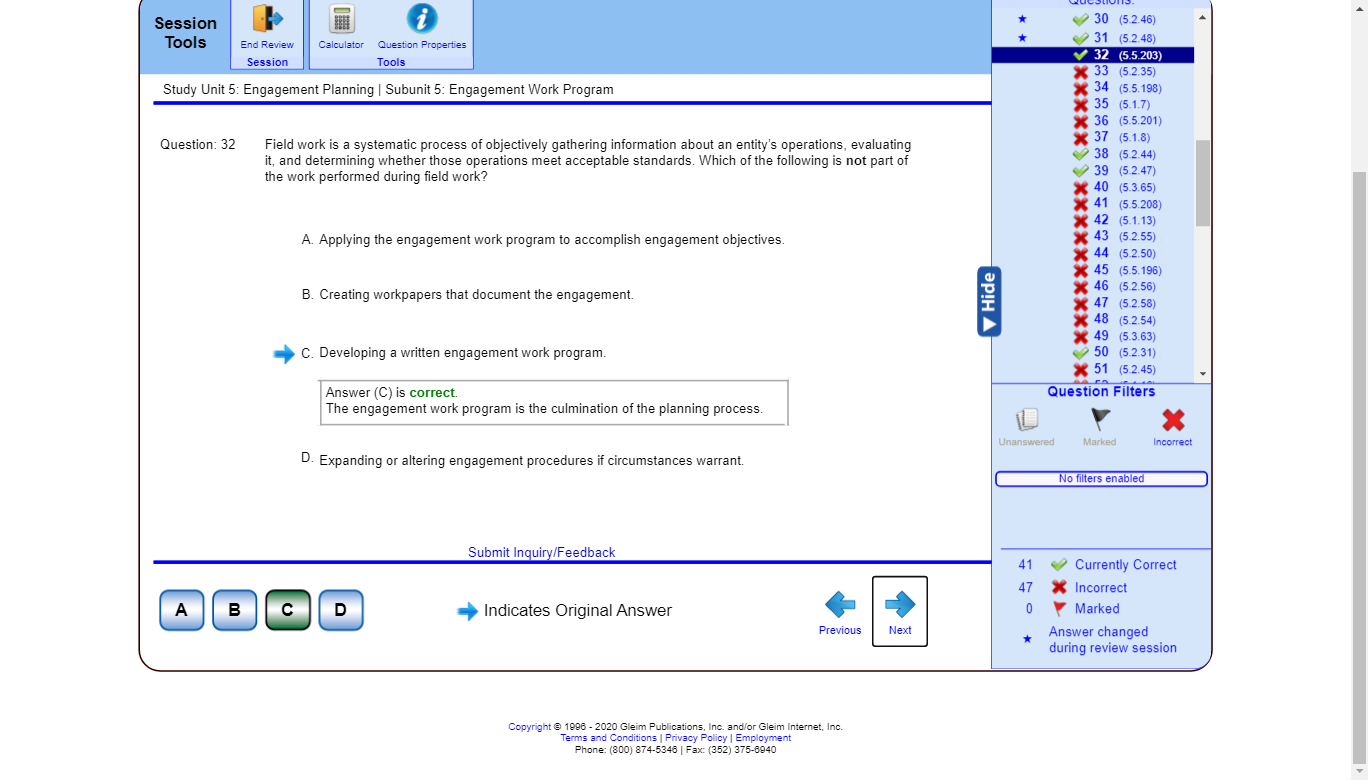 Session
Tools
End Review
Session
Calculator
Question Properties
Tools
Study Unit 5: Engagement Planning | Subunit 5: Engagement Work Program
Question: 32
Field work is a systematic process of objectively gathering information about an entity's operations, evaluating
it, and determining whether those operations meet acceptable standards. Which of the following is not part of
the work performed during field work?
A. Applying the engagement work program to accomplish engagement objectives.
B. Creating workpapers that document the engagement.
C. Developing a written engagement work program.
Answer (C) is correct.
The engagement work program is the culmination of the planning process.
D. Expanding or altering engagement procedures if circumstances warrant.
Submit Inquiry/Feedback
A B C D
Indicates Original Answer
Previous
Next
Hide
Questions:
30 (5.2.46)
31 (5.2.48)
32 (5.5.203)
33 (5.2.35)
34 (5.5.198)
35 (5.1.7)
36 (5.5.201)
37 (5.1.8)
38 (5.2.44)
39 (5.2.47)
40 (5.3.65)
41 (5.5.208)
42 (5.1.13)
43 (5.2.55)
44 (5.2.50)
45 (5.5.196)
46 (5.2.56)
47 (5.2.58)
48 (5.2.54)
49 (5.3.63)
50 (5.2.31)
51 (5.2.45)
Question Filters
Unanswered
Marked
Incorrect
No filters enabled
41 Currently Correct
47 Incorrect
0 Marked
Answer changed
during review session
Copyright © 1996 - 2020 Gleim Publications, Inc. and/or Gleim Internet, Inc.
Terms and Conditions | Privacy Policy | Employment
Phone: (800) 874-5346 | Fax: (352) 375-6940